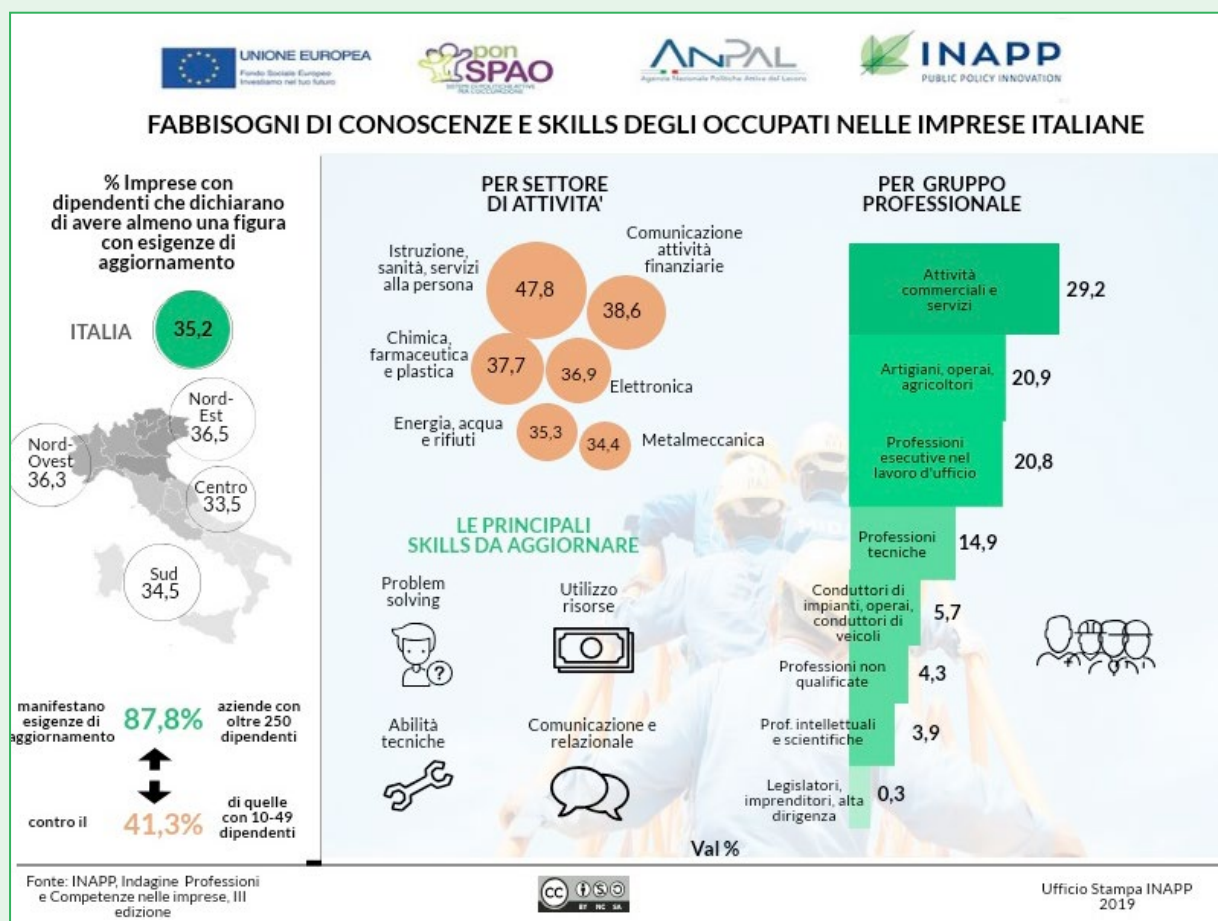 UNIONE EUROPEA
Fondo Sociale Europeo
Investiamo nel tuo futuro
pon
SPAO
SISTEMI DI POLITICHE ATTIVE
PER L'OCCUPAZIONE
ANPAL
Agenzia Nazionale Politiche Attive del Lavoro
INAPP
PUBLIC POLICY INNOVATION
FABBISOGNI DI CONOSCENZE E SKILLS DEGLI OCCUPATI NELLE IMPRESE ITALIANE
% Imprese con
dipendenti che dichiarano
di avere almeno una figura
con esigenze di
aggiornamento
ITALIA
35,2
Nord-
Est
36,5
Nord-
Ovest
36,3
Centro
33,5
Sud
34,5
manifestano
esigenze di
aggiornamento
87,8%
aziende con
oltre 250
dipendenti
contro il
41,3%
di quelle
con 10-49
dipendenti
PER SETTORE
DI ATTIVITA'
Istruzione,
sanità, servizi
alla persona
47,8
Comunicazione
attività
finanziarie
38,6
Chimica,
farmaceutica
e plastica
37,7
36,9
Elettronica
Energia, acqua
e rifiuti
35,3
34,4
Metalmeccanica
LE PRINCIPALI
SKILLS DA AGGIORNARE
Problem
solving
?
Utilizzo
risorse
Abilità
tecniche
Comunicazione e
relazionale
PER GRUPPO
PROFESSIONALE
Attività
commerciali e
servizi
29,2
Artigiani, operai,
agricoltori
20,9
Professioni
esecutive nel
lavoro d'ufficio
20,8
Professioni
tecniche
14,9
Conduttori di
impianti, operai,
conduttori di
veicoli
5,7
Professioni non
qualificate
4,3
Prof. intellettuali
e scientifiche
3,9
Legislatori,
imprenditori, alta
dirigenza
0,3
Val %
Fonte: INAPP, Indagine Professioni
e Competenze nelle imprese, III
edizione
cc
BY NC SA
Ufficio Stampa INAPP
2019